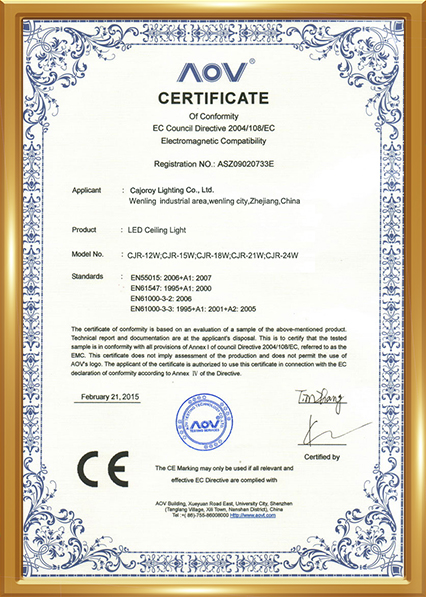 AOV®
CERTIFICATE
Of Conformity
EC Council Directive 2004/108/EC
Electromagnetic Compatibility
Registration NO.: ASZ09020733E
Applicant : Cajoroy Lighting Co., Ltd.
Wenling industrial area,wenling city,Zhejiang,China
Product : LED Ceiling Light
Model No. : CJR-12W;CJR-15W;CJR-18W;CJR-21W;CJR-24W
Standards : EN55015: 2006+A1: 2007
EN61547: 1995+A1: 2000
EN61000-3-2: 2006
EN61000-3-3: 1995+A1: 2001+A2: 2005
The certificate of conformity is based on an evaluation of a sample of the above-mentioned product.
Technical report and documentation are at the applicant's disposal. This is to certify that the tested
sample is in conformity with all provisions of Annex I of council Directive 2004/108/EC, referred to as the
EMC. This certificate does not imply assessment of the production and does not permit the use of
AOV's logo. The applicant of the certificate is authorized to use this certificate in connection with the EC
declaration of conformity according to Annex IV of the Directive.
February 21, 2015
Tim Zhang
AOV
Certified by
CE
The CE Marking may only be used if all relevant and
effective EC Directive are complied with
AOV Building, Xueyuan Road East, University City, Shenzhen
(Tanglang Village, Xili Town, Nanshan District), China
Tel :+( 86)-755-86008000 http://www.aovt.com